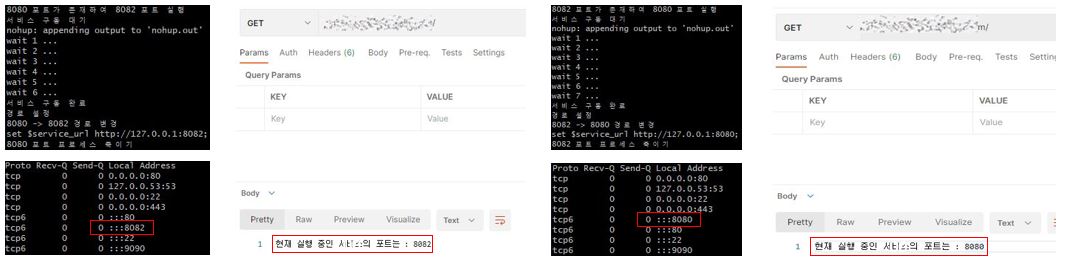 8080 포트가 존재하여 8082 포트 실행
서비스 구동 대기
nohup: appending output to 'nohup.out'
wait 1 ...
wait 2 ...
wait 3 ...
wait 4 ...
wait 5 ...
wait 6 ...
서비스 구동 완료
경로 설정
8080 -> 8082 경로 변경
set $service_url http://127.0.0.1:8082;
8080 포트 프로세스 죽이기
Proto Recv-Q Send-Q Local Address
tcp 0 0 0.0.0.0:80
tcp 0 0 127.0.0.53:53
tcp 0 0 0.0.0.0:22
tcp 0 0 0.0.0.0:443
tcp6 0 0 :::80
tcp6 0 0 :::8082
tcp6 0 0 :::22
tcp6 0 0 :::9090
GET /
Params Auth Headers (6) Body Pre-req. Tests Settings
Query Params
KEY VALUE
Key Value
Body
Pretty Raw Preview Visualize Text
1 현재 실행 중인 서비스의 포트는 : 8082
8080 포트가 존재하여 8082 포트 실행
서비스 구동 대기
nohup: appending output to 'nohup.out'
wait 1 ...
wait 2 ...
wait 3 ...
wait 4 ...
wait 5 ...
wait 6 ...
wait 7 ...
서비스 구동 완료
경로 설정
8082 -> 8080 경로 변경
set $service_url http://127.0.0.1:8080;
8082 포트 프로세스 죽이기
Proto Recv-Q Send-Q Local Address
tcp 0 0 0.0.0.0:80
tcp 0 0 127.0.0.53:53
tcp 0 0 0.0.0.0:22
tcp 0 0 0.0.0.0:443
tcp6 0 0 :::8080
tcp6 0 0 :::80
tcp6 0 0 :::22
tcp6 0 0 :::9090
GET m/
Params Auth Headers (6) Body Pre-req. Tests Settin
Query Params
KEY VALUE
Key Value
Body
Pretty Raw Preview Visualize Text
1 현재 실행 중인 서비스의 포트는 : 8080